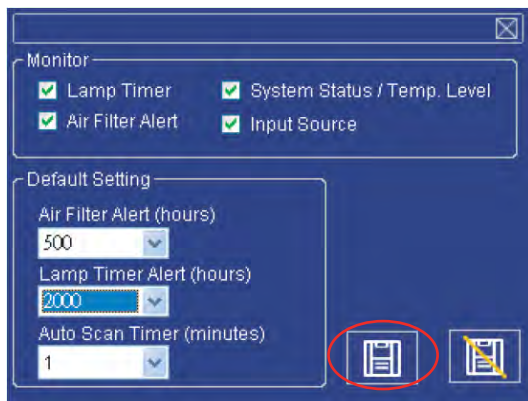 Monitor
Lamp Timer
System Status / Temp. Level
Air Filter Alert
Input Source
Default Setting
Air Filter Alert (hours)
500
Lamp Timer Alert (hours)
2000
Auto Scan Timer (minutes)
1